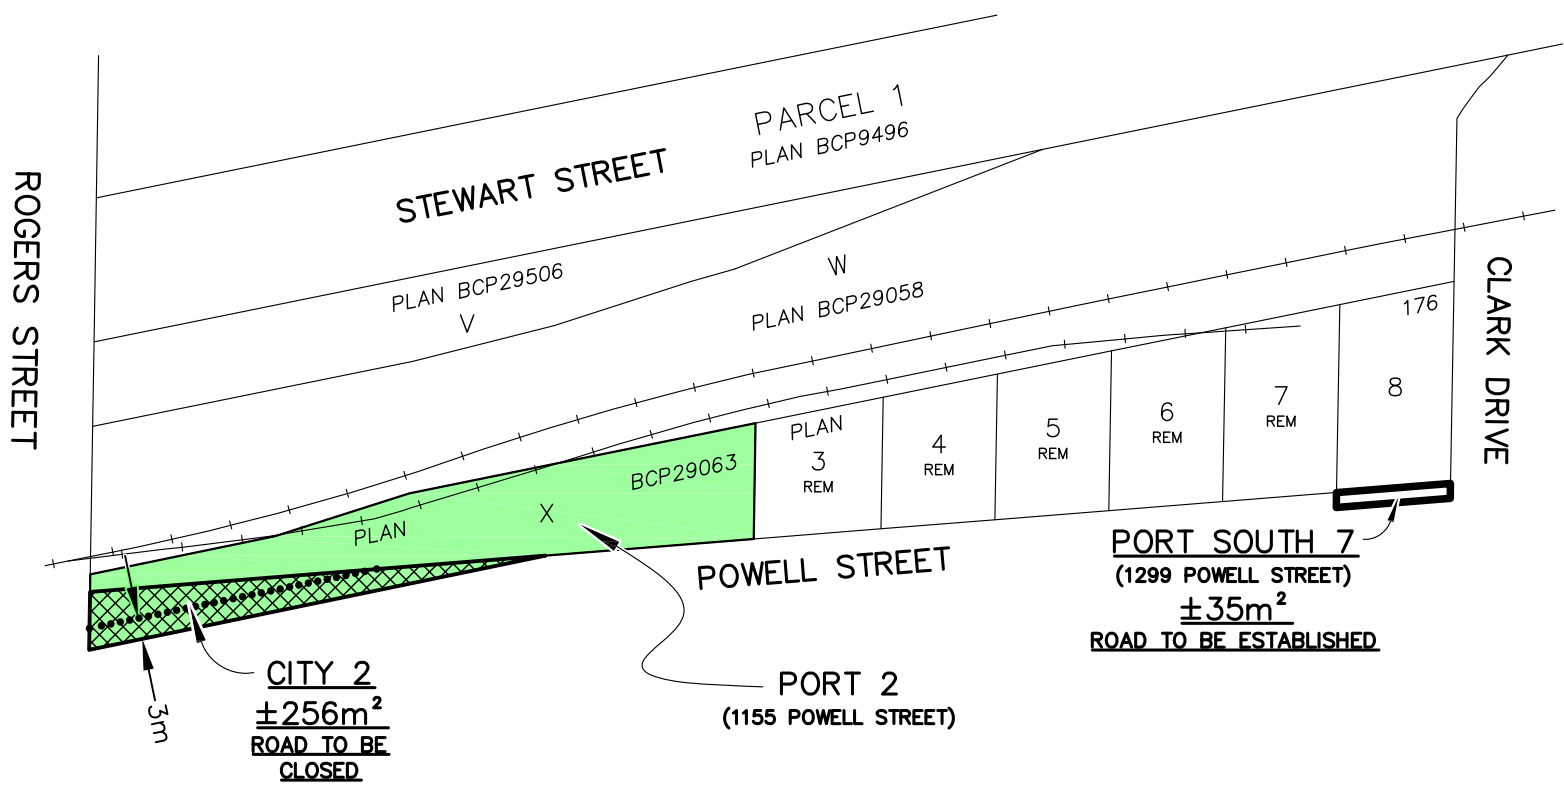 PARCEL 1
PLAN BCP9496
STEWART STREET
ROGERS STREET
PLAN BCP29506
V
W
PLAN BCP29058
CLARK DRIVE
176
PLAN
3
REM
4
REM
5
REM
6
REM
7
REM
8
BCP29063
PLAN
X
POWELL STREET
PORT SOUTH 7
(1299 POWELL STREET)
±35m²
ROAD TO BE ESTABLISHED
CITY 2
±256m²
ROAD TO BE
CLOSED
3m
PORT 2
(1155 POWELL STREET)